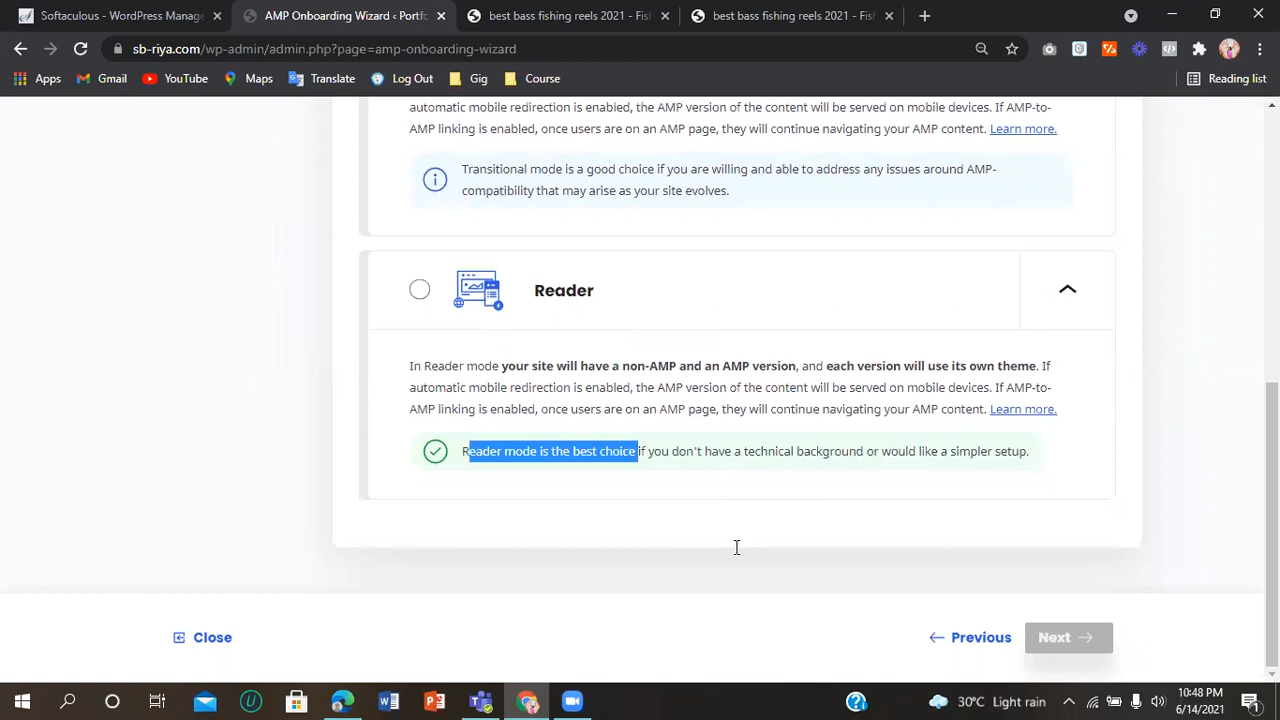 Softaculous - WordPress Manage
AMP Onboarding Wizard ‹ Portfo
best bass fishing reels 2021 - Fish
best bass fishing reels 2021 - Fish
sb-riya.com/wp-admin/admin.php?page=amp-onboarding-wizard
Apps
Gmail
YouTube
Maps
Translate
Log Out
Gig
Course
Reading list
automatic mobile redirection is enabled, the AMP version of the content will be served on mobile devices. If AMP-to-
AMP linking is enabled, once users are on an AMP page, they will continue navigating your AMP content. Learn more.
Transitional mode is a good choice if you are willing and able to address any issues around AMP-
compatibility that may arise as your site evolves.
Reader
In Reader mode your site will have a non-AMP and an AMP version, and each version will use its own theme. If
automatic mobile redirection is enabled, the AMP version of the content will be served on mobile devices. If AMP-to-
AMP linking is enabled, once users are on an AMP page, they will continue navigating your AMP content. Learn more.
Reader mode is the best choice if you don't have a technical background or would like a simpler setup.
Close
Previous
Next
30°C Light rain
10:48 PM
6/14/2021